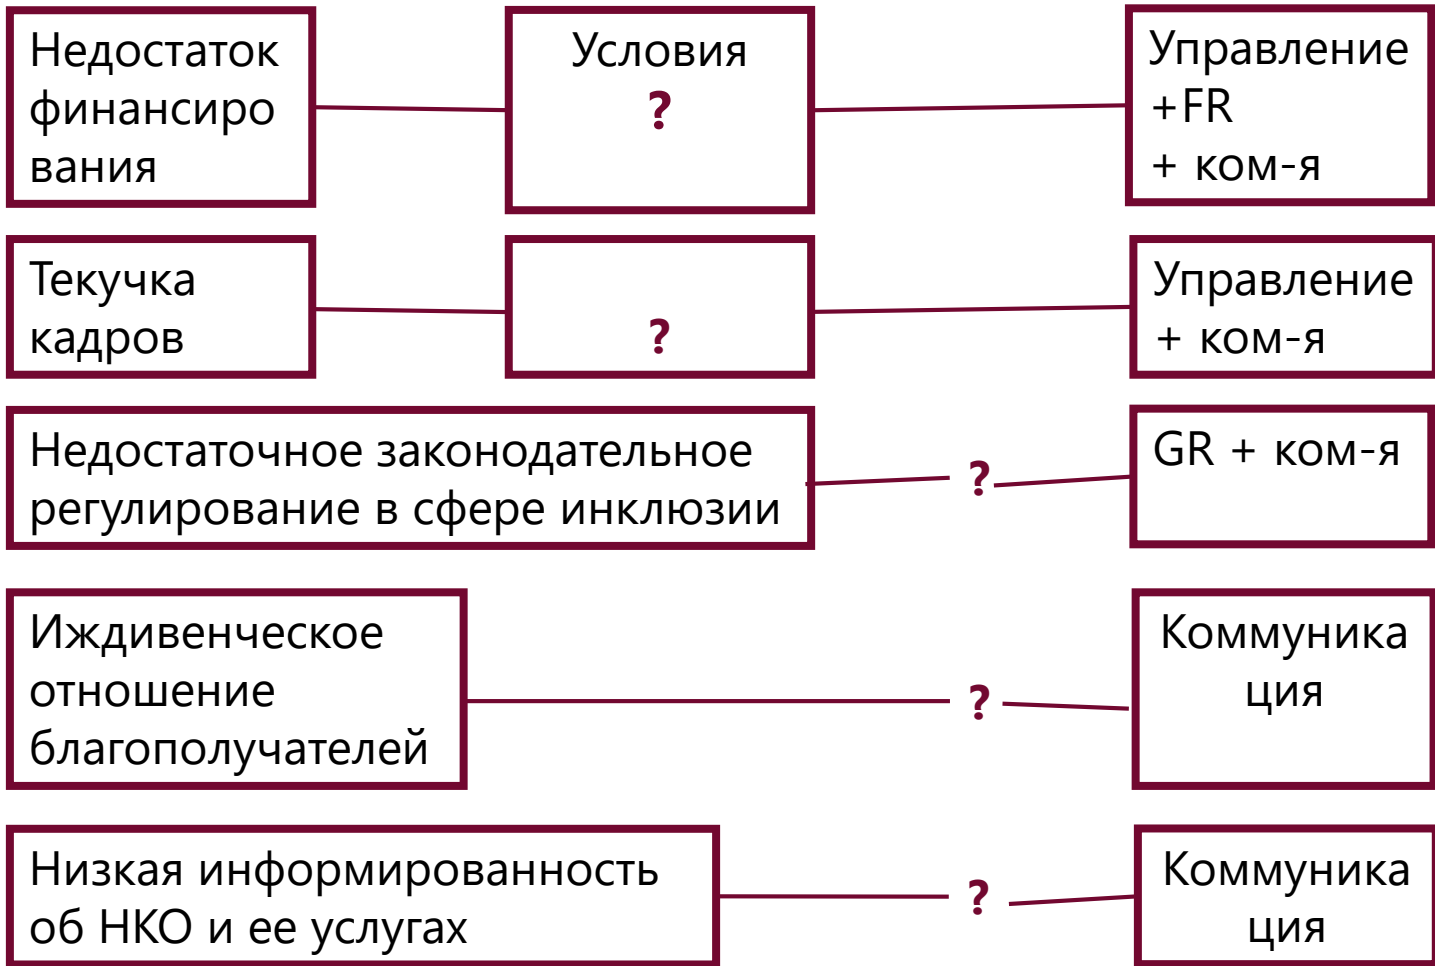 Недостаток
финансиро
вания
Условия
?
Управление
+FR
+ ком-я
Текучка
кадров
?
Управление
+ ком-я
Недостаточное законодательное
регулирование в сфере инклюзии
?
GR + ком-я
Иждивенческое
отношение
благополучателей
?
Коммуника
ция
Низкая информированность
об НКО и ее услугах
?
Коммуника
ция